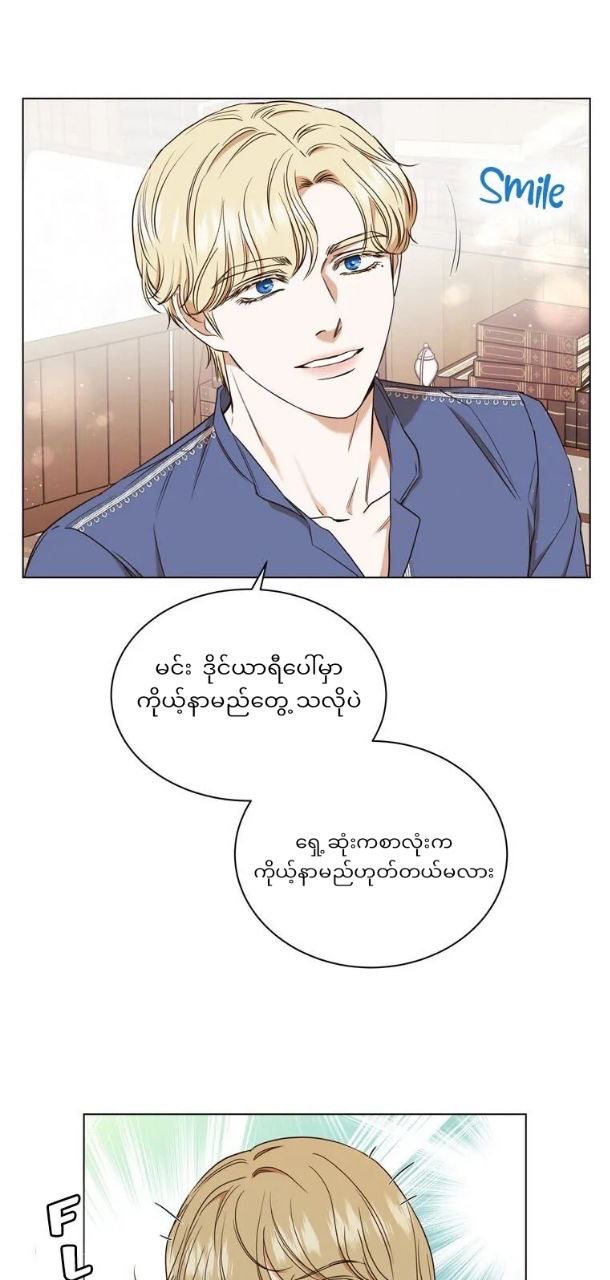 Smile
မင်း ဒိုင်ယာရီပေါ်မှာ
ကိုယ့်နာမည်တွေ့သလိုပဲ
ရှေ့ဆုံးကစာလုံးက
ကိုယ့်နာမည်ဟုတ်တယ်မလား
FL